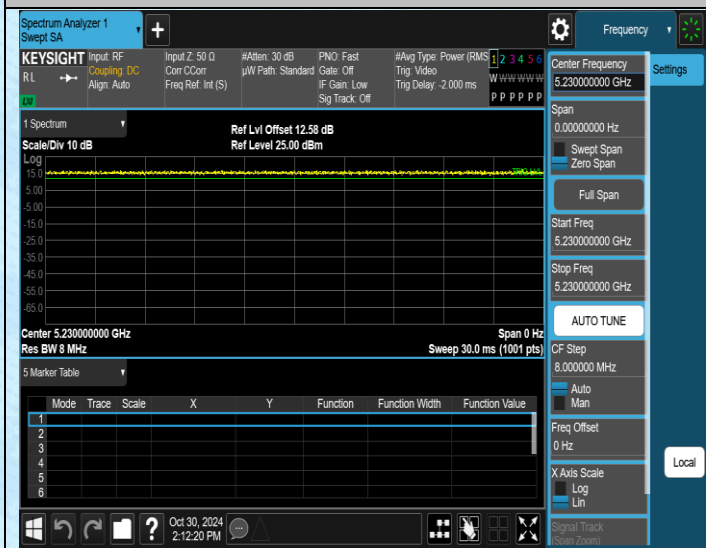 Spectrum Analyzer 1
Swept SA
+
Frequency
KEYSIGHT
RL
LXI
Input: RF
Coupling: DC
Align: Auto
Input Z: 50 Ω
Corr CCorr
Freq Ref: Int (S)
#Atten: 30 dB
µW Path: Standard
PNO: Fast
Gate: Off
IF Gain: Low
Sig Track: Off
#Avg Type: Power (RMS
Trig: Video
Trig Delay: -2.000 ms
1 2 3 4 5 6
W W W W W W
P P P P P P
1 Spectrum
Scale/Div 10 dB
Ref Lvl Offset 12.58 dB
Ref Level 25.00 dBm
Log
15.0
5.00
-5.00
-15.0
-25.0
-35.0
-45.0
-55.0
-65.0
Center 5.230000000 GHz
Span 0 Hz
Res BW 8 MHz
Sweep 30.0 ms (1001 pts)
5 Marker Table
Mode Trace Scale X Y Function Function Width Function Value
1
2
3
4
5
6
?
Oct 30, 2024
2:12:20 PM
Center Frequency
5.230000000 GHz
Span
0.00000000 Hz
Swept Span
Zero Span
Full Span
Start Freq
5.230000000 GHz
Stop Freq
5.230000000 GHz
AUTO TUNE
CF Step
8.000000 MHz
Auto
Man
Freq Offset
0 Hz
X Axis Scale
Log
Lin
Signal Track
(Span Zoom)
Settings
Local